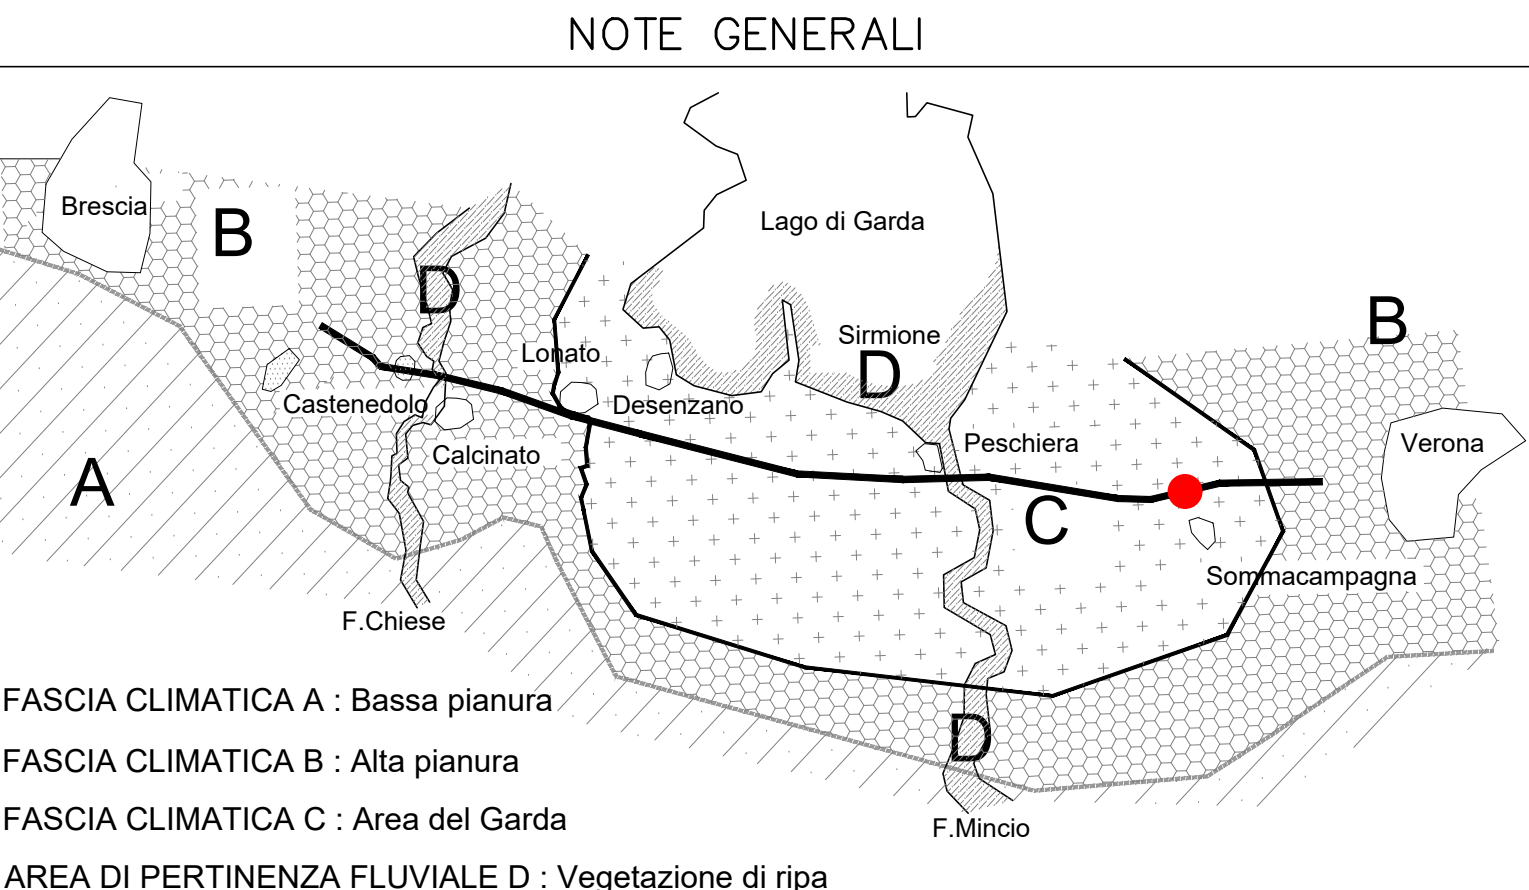 NOTE GENERALI
Brescia
B
Lago di Garda
D
B
Sirmione
Lonato
D
Castenedolo
Desenzano
Calcinato
Peschiera
Verona
A
C
Sommacampagna
F.Chiese
FASCIA CLIMATICA A : Bassa pianura
D
FASCIA CLIMATICA B : Alta pianura
FASCIA CLIMATICA C : Area del Garda
F.Mincio
AREA DI PERTINENZA FLUVIALE D : Vegetazione di ripa